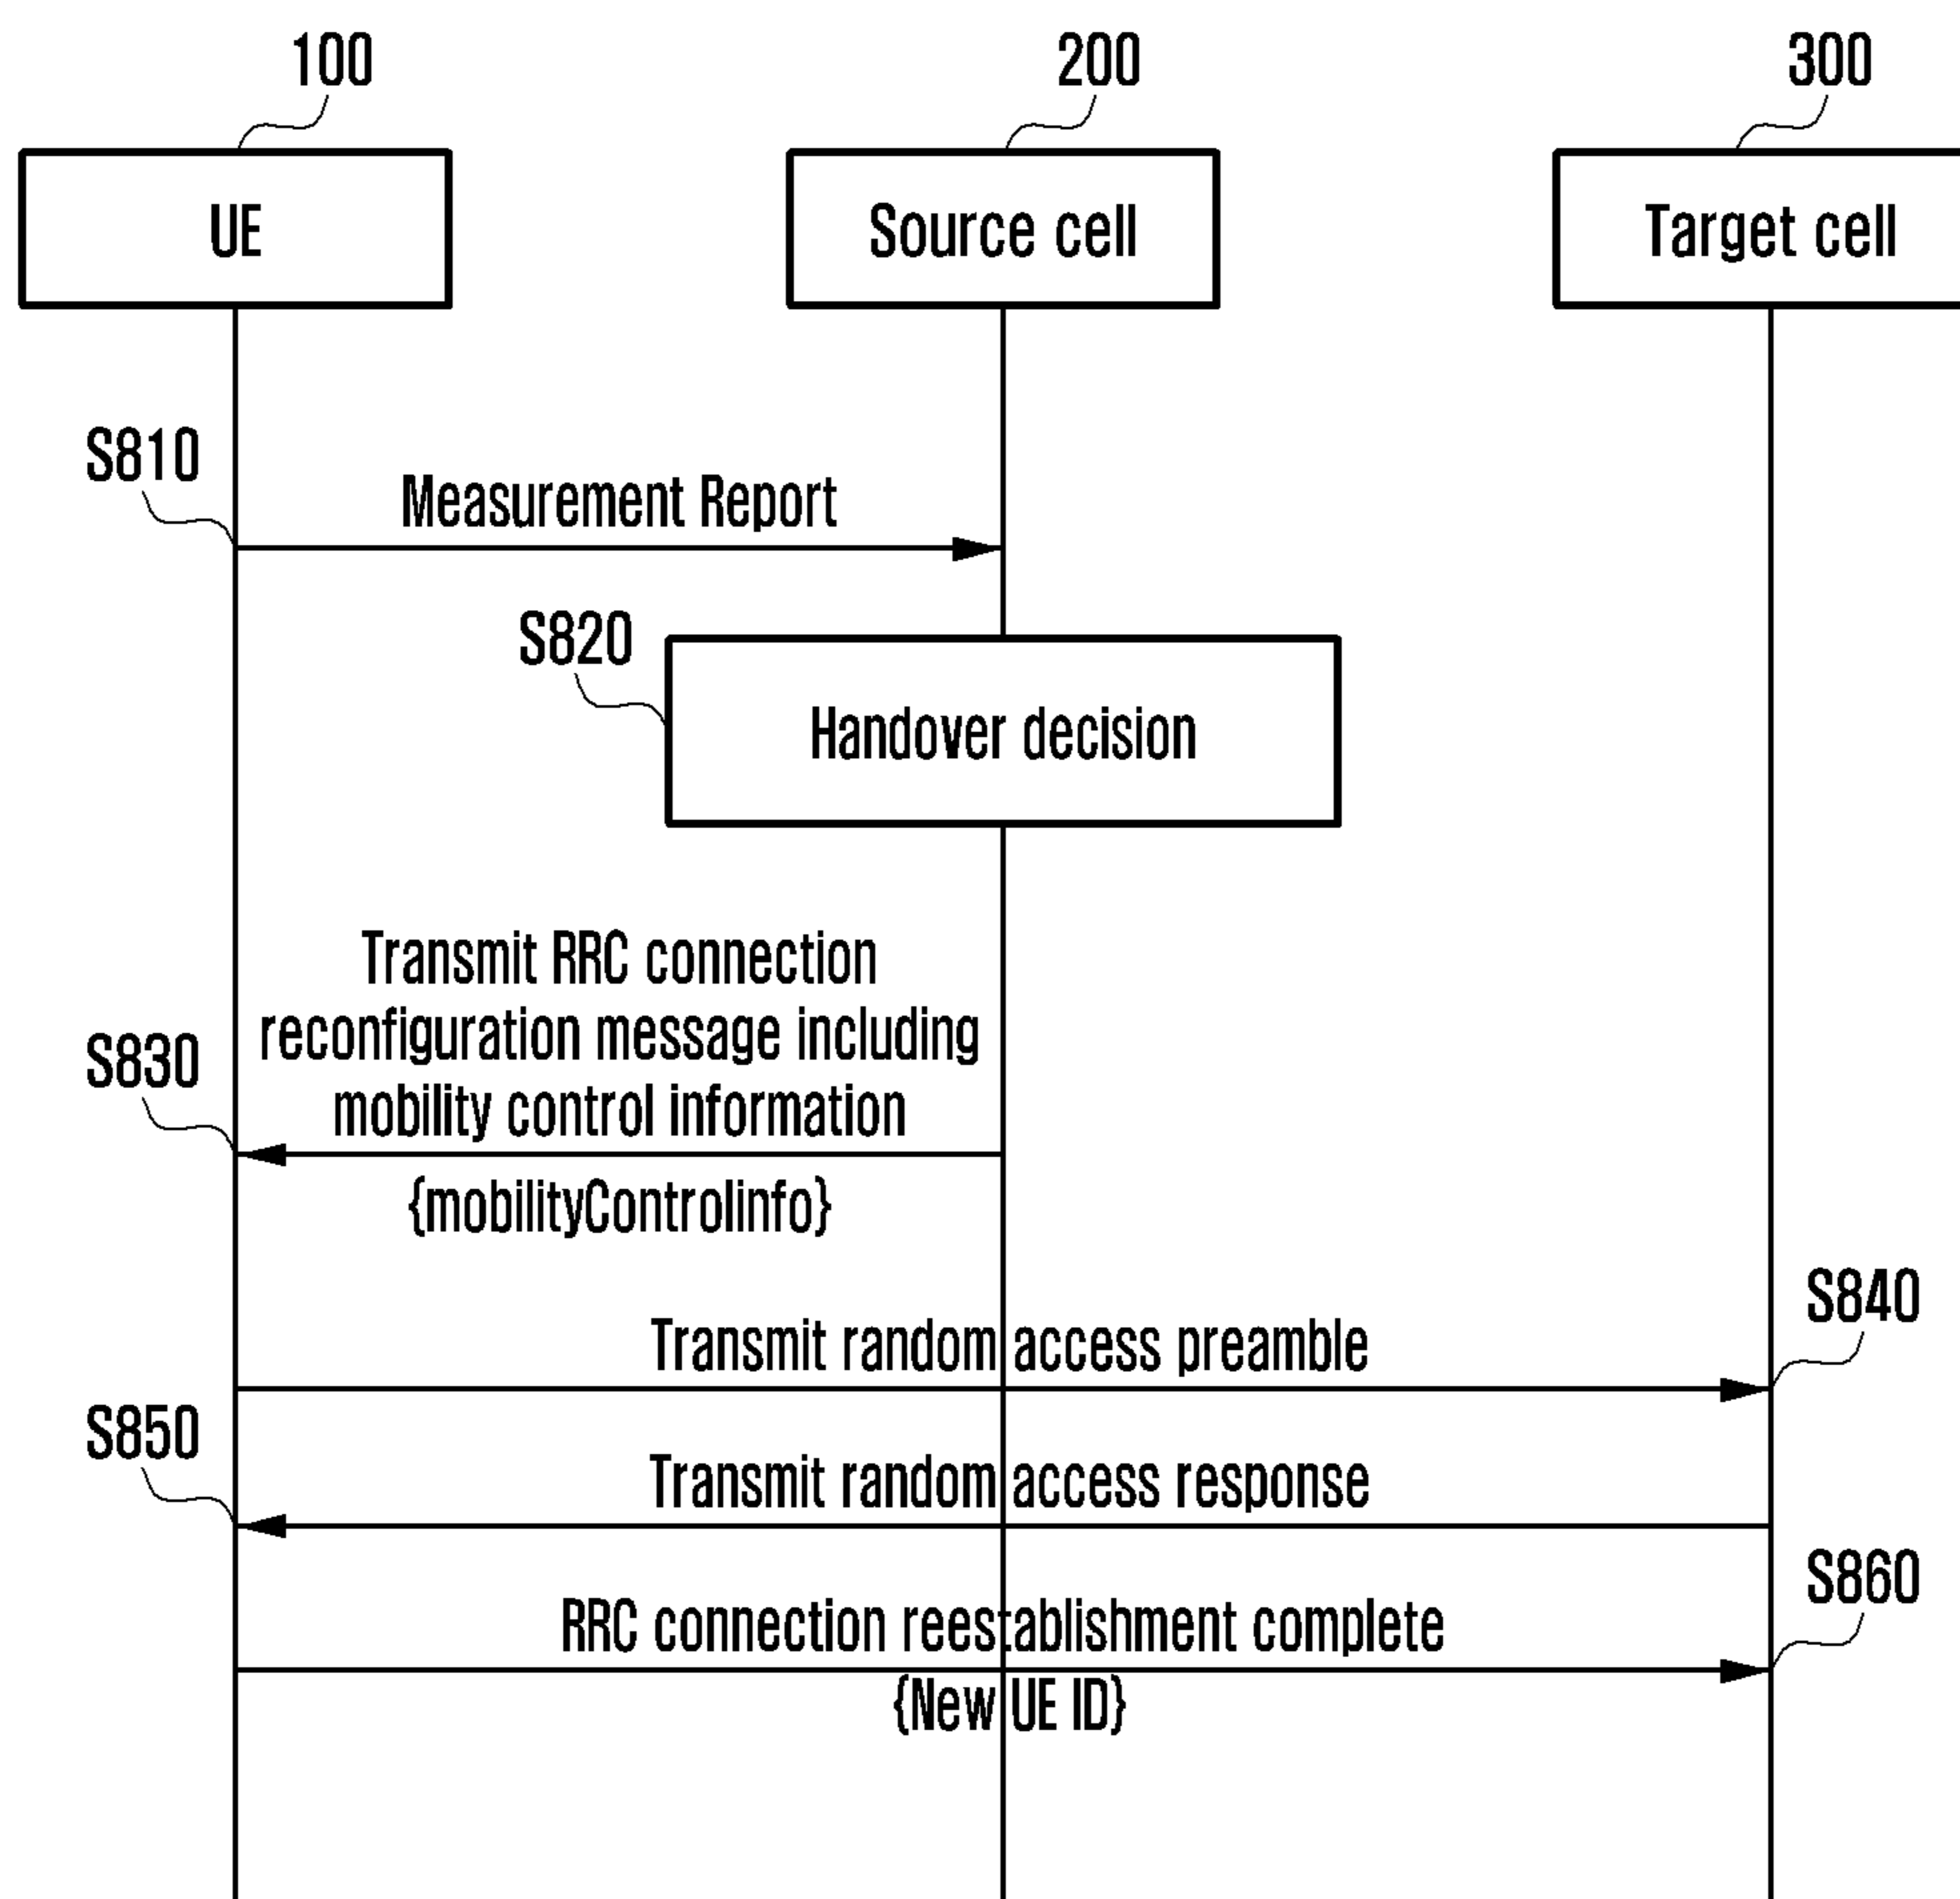 100
200
300
UE
Source cell
Target cell
S810
Measurement Report
S820
Handover decision
Transmit RRC connection
reconfiguration message including
mobility control information
S830
{mobilityControlinfo}
S840
Transmit random access preamble
S850
Transmit random access response
S860
RRC connection reestablishment complete
{New UE ID}